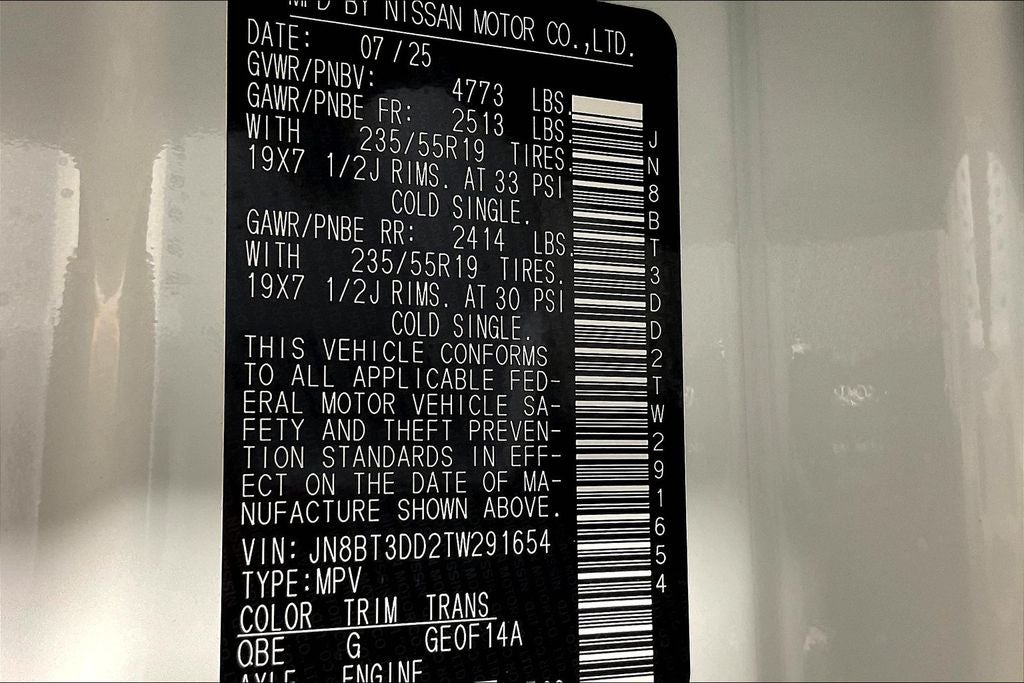 MFD BY NISSAN MOTOR CO.,LTD.
DATE: 07/25
GVWR/PNBV: 4773 LBS.
GAWR/PNBE FR: 2513 LBS.
WITH 235/55R19 TIRES.
19X7 1/2J RIMS. AT 33 PSI
COLD SINGLE.
GAWR/PNBE RR: 2414 LBS.
WITH 235/55R19 TIRES.
19X7 1/2J RIMS. AT 30 PSI
COLD SINGLE.
THIS VEHICLE CONFORMS
TO ALL APPLICABLE FED-
ERAL MOTOR VEHICLE SA-
FETY AND THEFT PREVEN-
TION STANDARDS IN EFF-
ECT ON THE DATE OF MA-
NUFACTURE SHOWN ABOVE.
VIN: JN8BT3DD2TW291654
TYPE:MPV
COLOR TRIM TRANS
QBE G GE0F14A
AXLE ENGINE
JN8BT3DD2TW291654